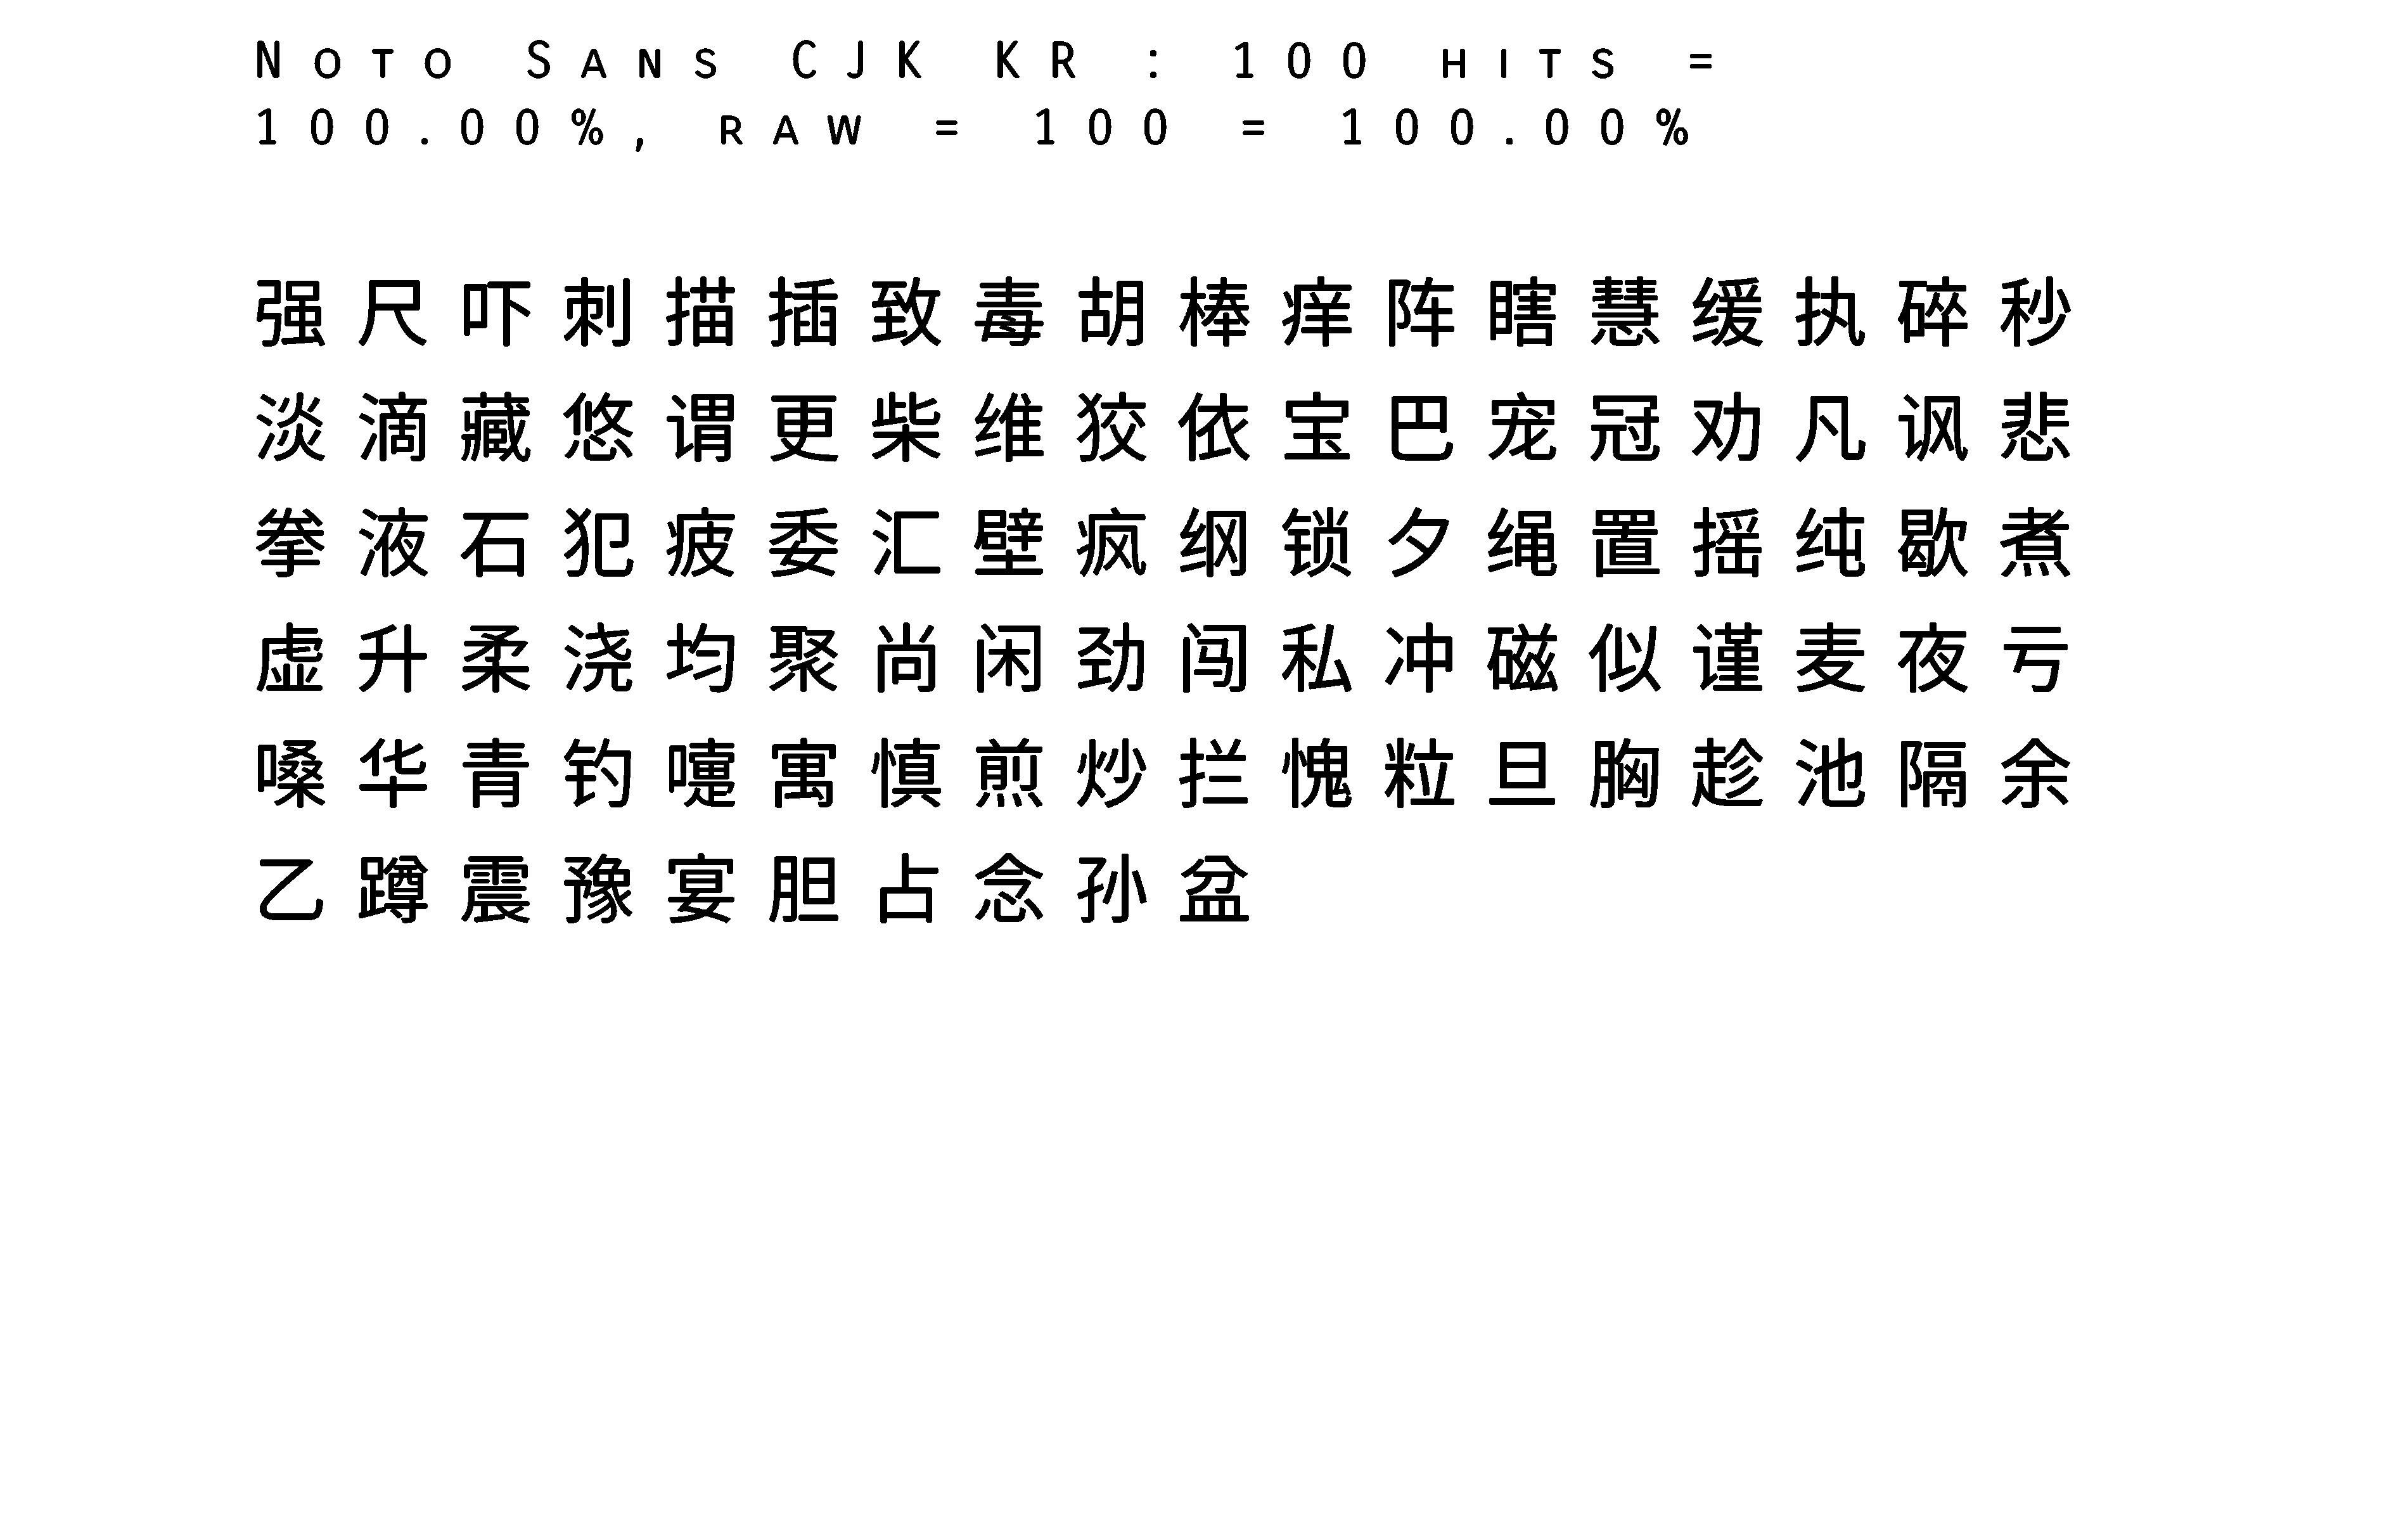 Noto Sans CJK KR : 100 hits =
100.00%, raw = 100 = 100.00%
强尺吓刺描插致毒胡棒痒阵瞎慧缓执碎秒
淡滴藏悠谓更柴维狡依宝巴宠冠劝凡讽悲
拳液石犯疲委汇壁疯纲锁夕绳置摇纯歇煮
虚升柔浇均聚尚闲劲闯私冲磁似谨麦夜亏
嗓华青钓嚏寓慎煎炒拦愧粒旦胸趁池隔余
乙蹲震豫宴胆占念孙盆